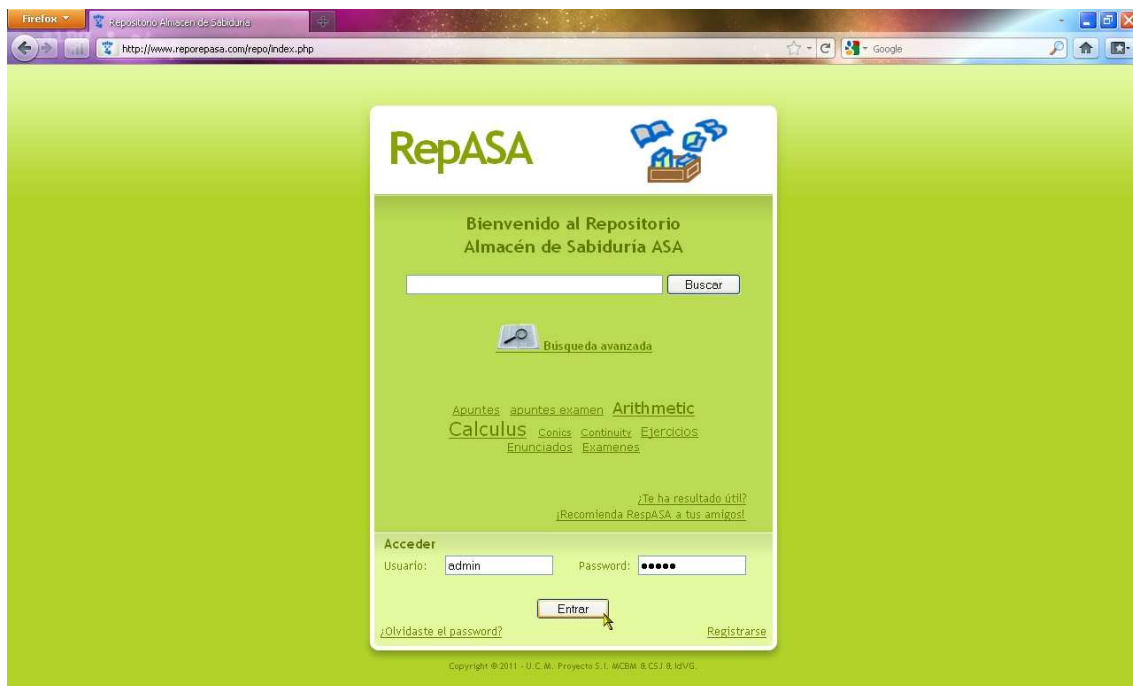 Firefox
Repositorio Almacen de Sabiduria
http://www.reporepasa.com/repo/index.php
Google
RepASA
Bienvenido al Repositorio
Almacén de Sabiduría ASA
Buscar
Búsqueda avanzada
Apuntes apuntes examen Arithmetic
Calculus Conics Continuity Ejercicios
Enunciados Examenes
¿Te ha resultado útil?
¡Recomienda RespASA a tus amigos!
Acceder
Usuario: admin Password: ●●●●●
Entrar
¿Olvidaste el password? Registrarse
Copyright © 2011 - U.C.M. Proyecto S.I. MCBM & CSJ & IdVG.